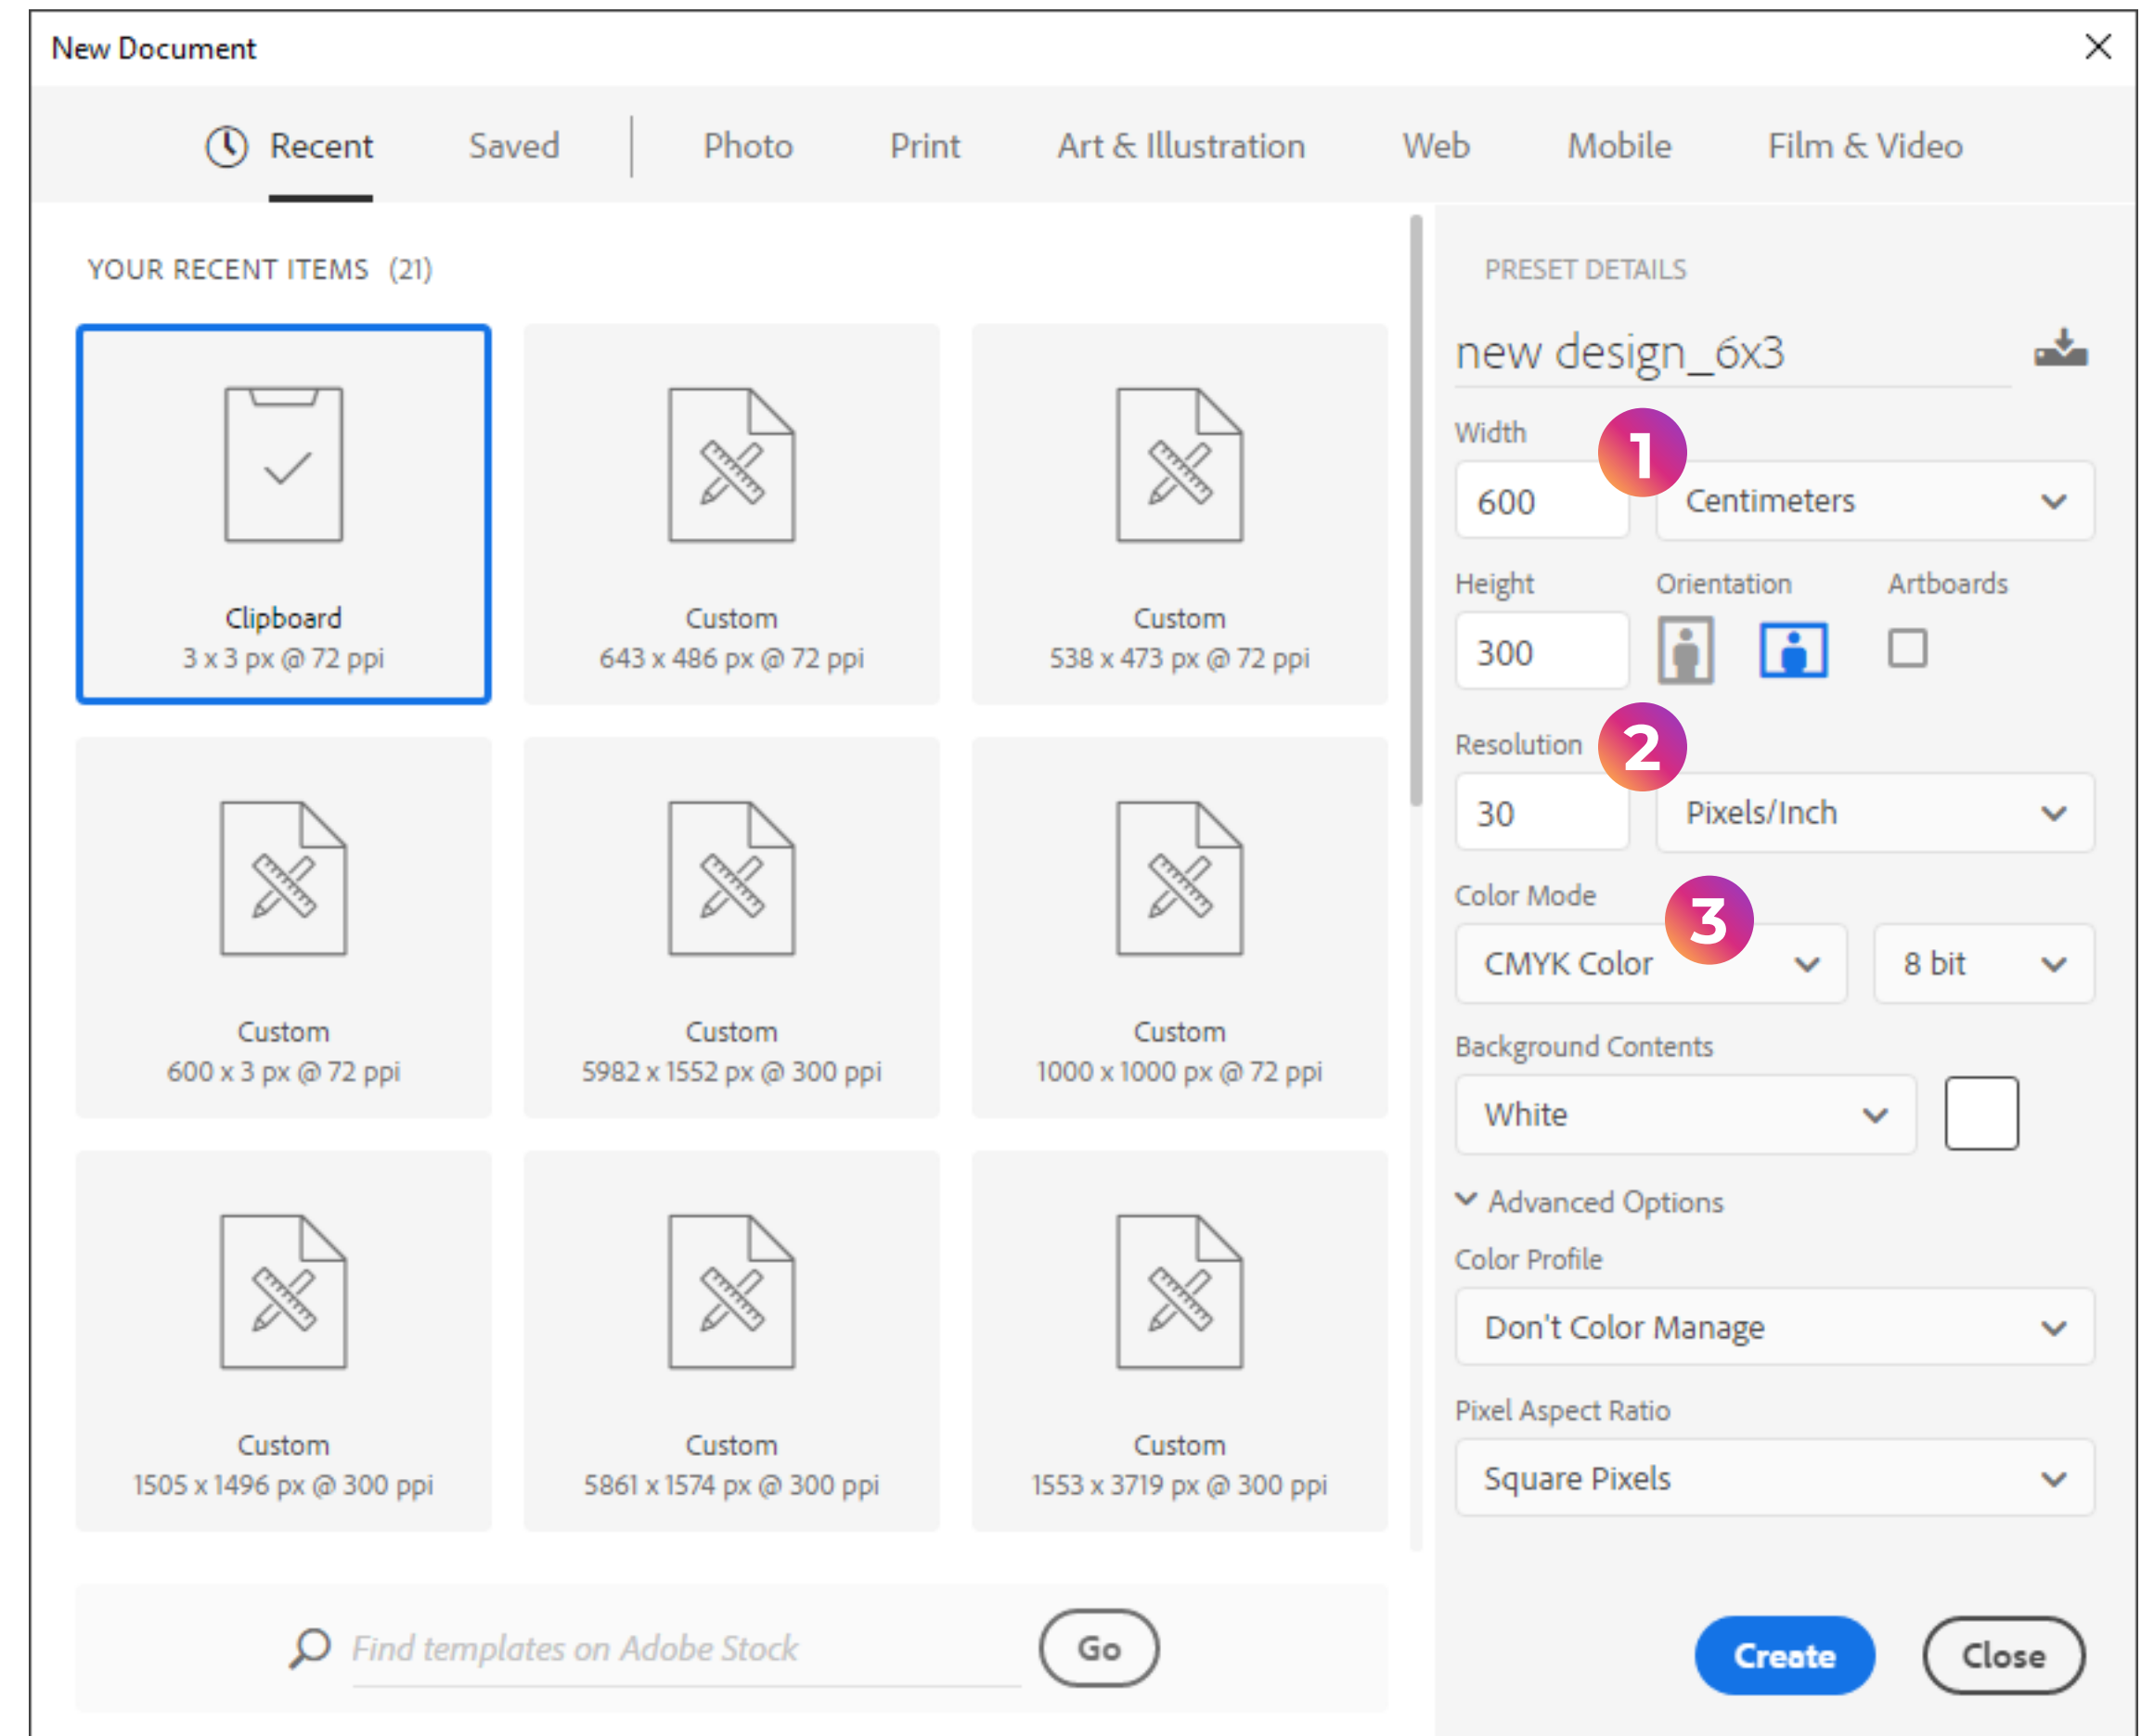 New Document
Recent Saved Photo Print Art & Illustration Web Mobile Film & Video
YOUR RECENT ITEMS (21)
Clipboard
3 x 3 px @ 72 ppi
Custom
643 x 486 px @ 72 ppi
Custom
538 x 473 px @ 72 ppi
Custom
600 x 3 px @ 72 ppi
Custom
5982 x 1552 px @ 300 ppi
Custom
1000 x 1000 px @ 72 ppi
Custom
1505 x 1496 px @ 300 ppi
Custom
5861 x 1574 px @ 300 ppi
Custom
1553 x 3719 px @ 300 ppi
Find templates on Adobe Stock
Go
PRESET DETAILS
new design_6x3
Width 1
600 Centimeters
Height Orientation Artboards
300
Resolution 2
30 Pixels/Inch
Color Mode 3
CMYK Color 8 bit
Background Contents
White
Advanced Options
Color Profile
Don't Color Manage
Pixel Aspect Ratio
Square Pixels
Create Close